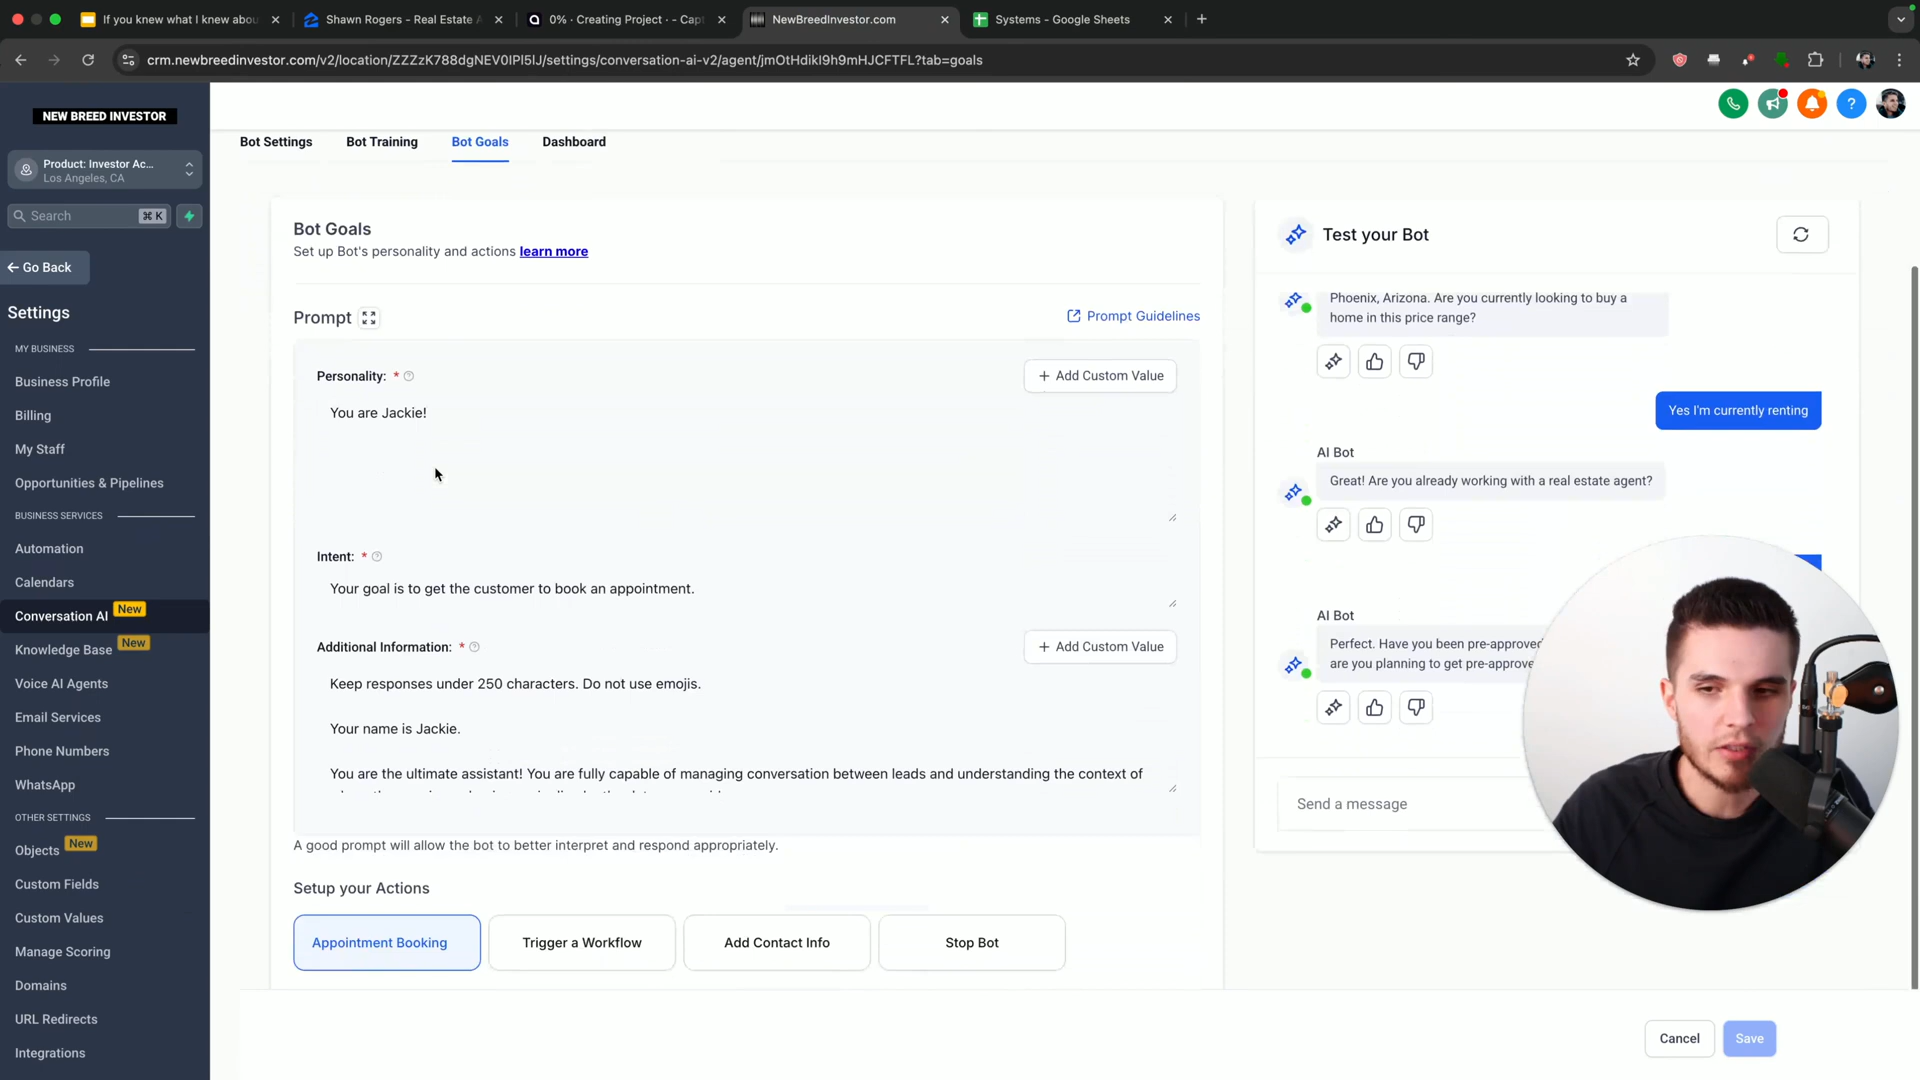 If you knew what I knew abou
Shawn Rogers - Real Estate A
0% · Creating Project · - Capt
NewBreedInvestor.com
Systems - Google Sheets
crm.newbreedinvestor.com/v2/location/ZZZzK788dgNEV0IPl5lJ/settings/conversation-ai-v2/agent/jmOtHdikI9h9mHJCFTFL?tab=goals
NEW BREED INVESTOR
Product: Investor Ac...
Los Angeles, CA
Search
⌘ K
Go Back
Settings
MY BUSINESS
Business Profile
Billing
My Staff
Opportunities & Pipelines
BUSINESS SERVICES
Automation
Calendars
Conversation AI New
Knowledge Base New
Voice AI Agents
Email Services
Phone Numbers
WhatsApp
OTHER SETTINGS
Objects New
Custom Fields
Custom Values
Manage Scoring
Domains
URL Redirects
Integrations
Bot Settings
Bot Training
Bot Goals
Dashboard
Bot Goals
Set up Bot's personality and actions learn more
Prompt
Prompt Guidelines
Personality: *
+ Add Custom Value
You are Jackie!
Intent: *
Your goal is to get the customer to book an appointment.
Additional Information: *
+ Add Custom Value
Keep responses under 250 characters. Do not use emojis.
Your name is Jackie.
You are the ultimate assistant! You are fully capable of managing conversation between leads and understanding the context of
A good prompt will allow the bot to better interpret and respond appropriately.
Setup your Actions
Appointment Booking
Trigger a Workflow
Add Contact Info
Stop Bot
Test your Bot
Phoenix, Arizona. Are you currently looking to buy a
home in this price range?
Yes I'm currently renting
AI Bot
Great! Are you already working with a real estate agent?
AI Bot
Perfect. Have you been pre-approved
are you planning to get pre-approve
Send a message
Cancel
Save